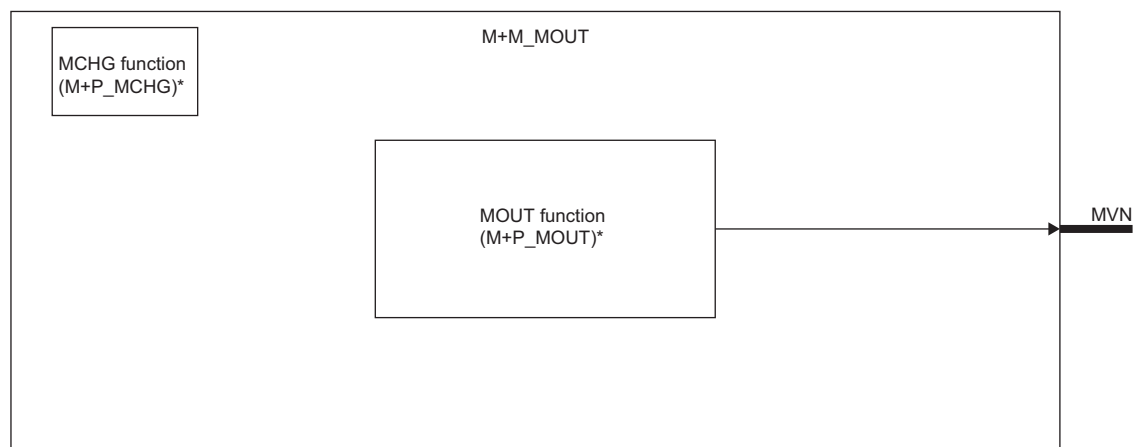 M+M_MOUT
MCHG function
(M+P_MCHG)*
MOUT function
(M+P_MOUT)*
MVN